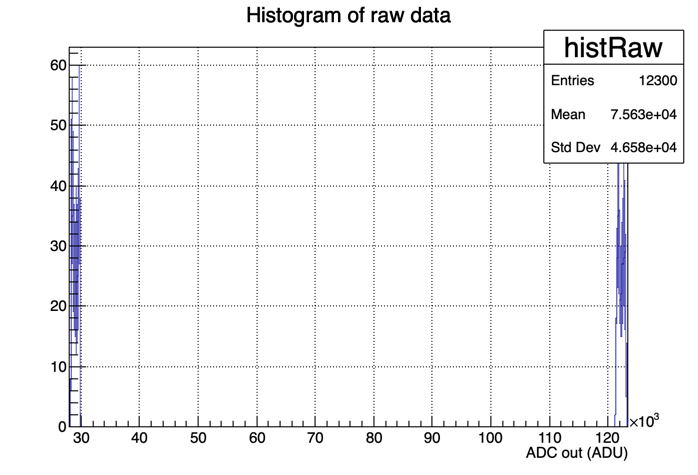 Histogram of raw data
histRaw
Entries 12300
Mean 7.563e+04
Std Dev 4.658e+04
60
50
40
30
20
10
0
30 40 50 60 70 80 90 100 110 120
×10³
ADC out (ADU)